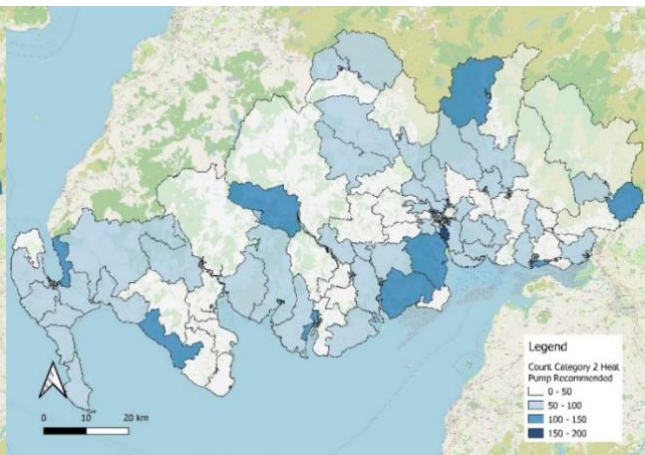 Legend
Count Category 2 Heat
Pump Recommended
0 - 50
50 - 100
100 - 150
150 - 200
0 10 20 km